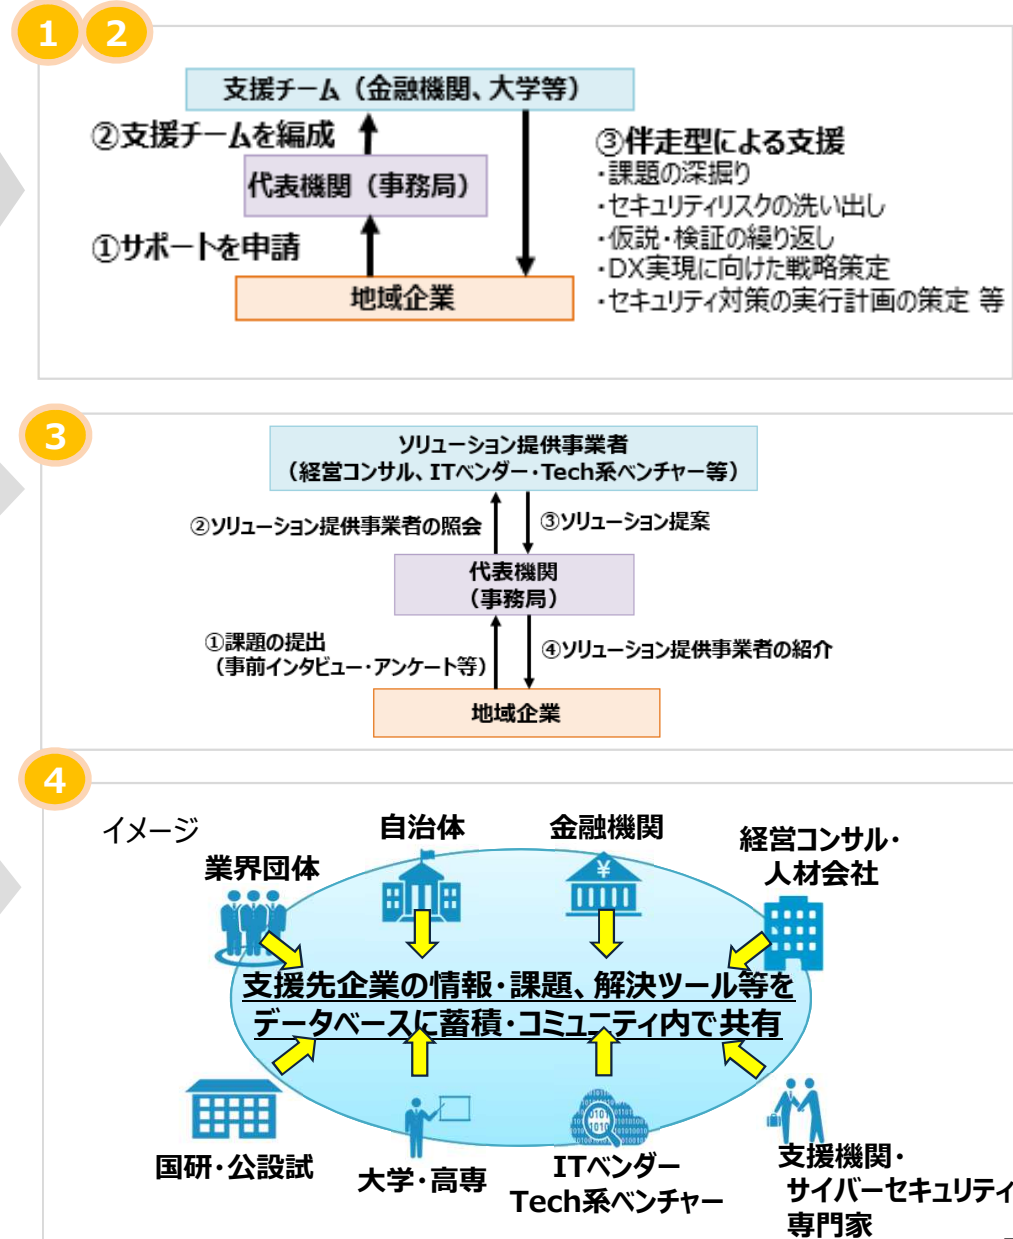 1 2
支援チーム（金融機関、大学等）
②支援チームを編成
代表機関（事務局）
①サポートを申請
地域企業
③伴走型による支援
・課題の深掘り
・セキュリティリスクの洗い出し
・仮説・検証の繰り返し
・DX実現に向けた戦略策定
・セキュリティ対策の実行計画の策定 等
3
ソリューション提供事業者
（経営コンサル、ITベンダー・Tech系ベンチャー等）
②ソリューション提供事業者の照会
③ソリューション提案
代表機関
（事務局）
①課題の提出
（事前インタビュー・アンケート等）
④ソリューション提供事業者の紹介
地域企業
4
イメージ
業界団体
自治体
金融機関
経営コンサル・
人材会社
¥
支援先企業の情報・課題、解決ツール等を
データベースに蓄積・コミュニティ内で共有
国研・公設試
大学・高専
ITベンダー
Tech系ベンチャー
支援機関・
サイバーセキュリティ
専門家